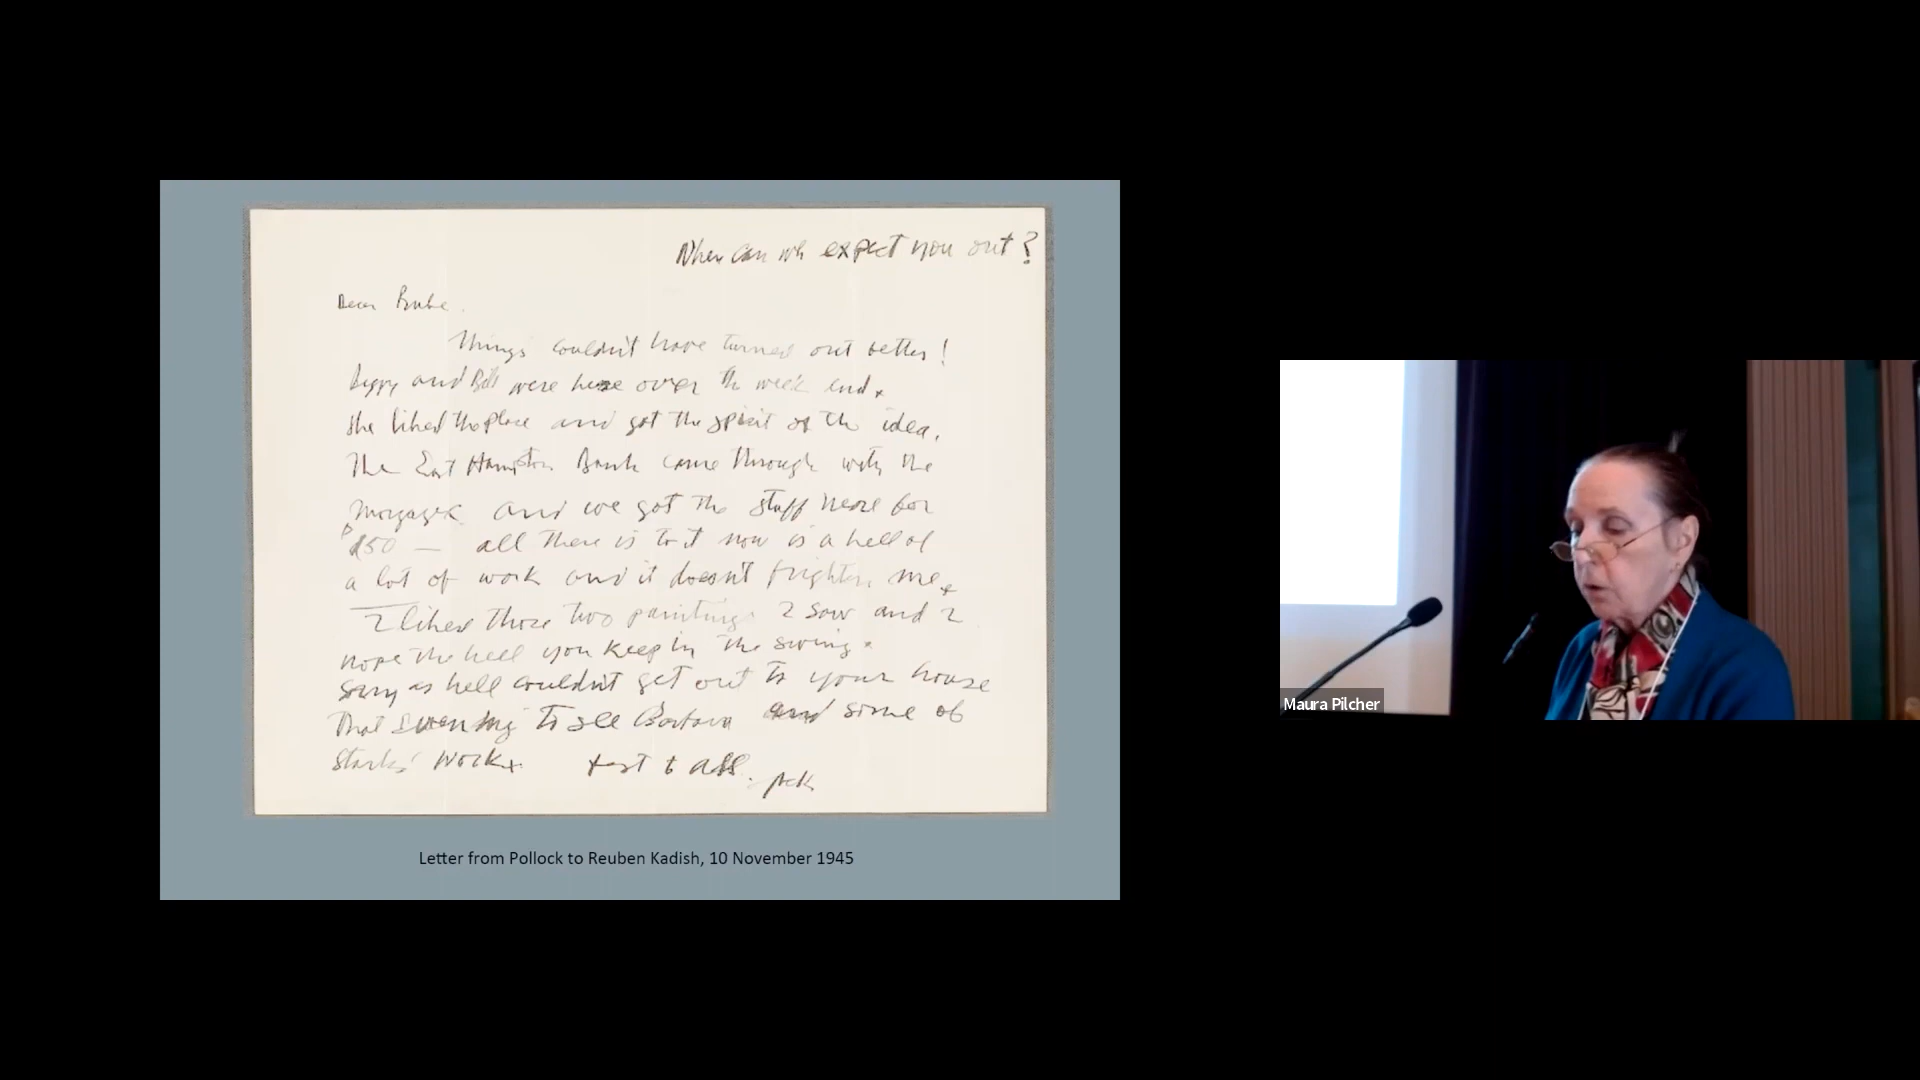 When can we expect you out?
Dear Rube.
Things couldn't have turned out better!
Peggy and Bill were here over the week end.
She liked the place and got the spirit of the idea.
The East Hampton Bank came through with the
and we got the stuff here for
$50 — all there is to it now is a hell of
a lot of work and it doesn't frighten me.
I liked those two paintings I saw and I
hope the hell you keep in the swing.
Sorry as hell couldn't get out to your house
That evening to see Barbara and some of
work. best to all. Jack
Letter from Pollock to Reuben Kadish, 10 November 1945
Maura Pilcher